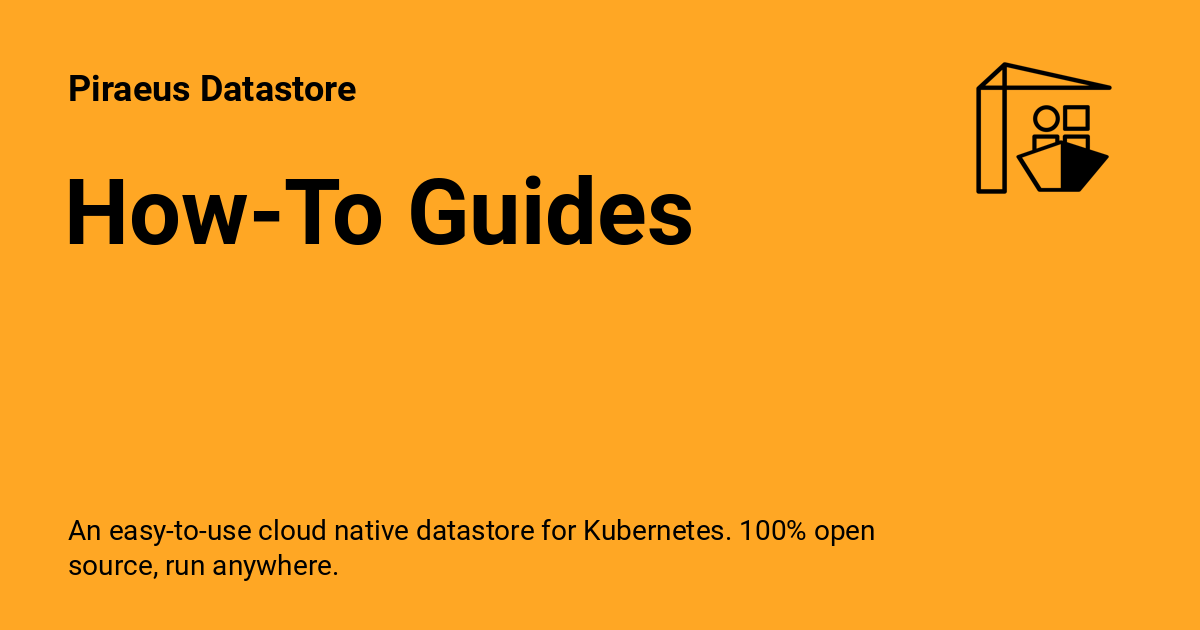 Piraeus Datastore
How-To Guides
An easy-to-use cloud native datastore for Kubernetes. 100% open
source, run anywhere.